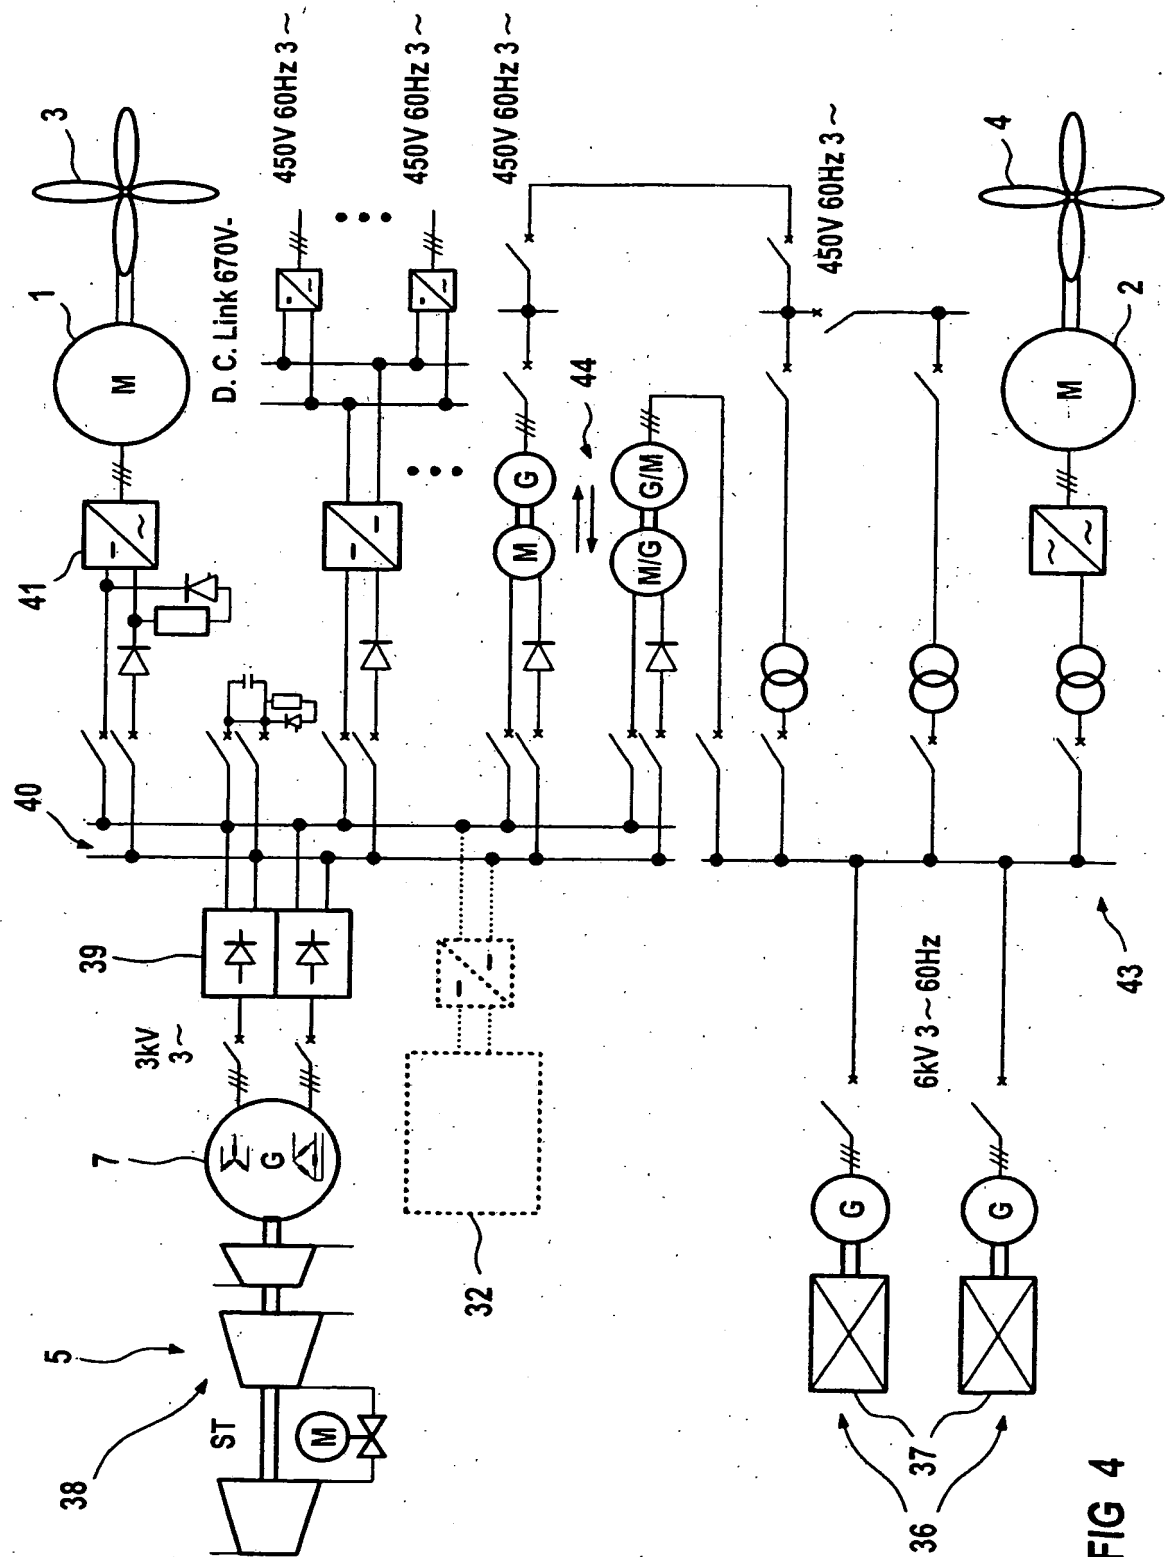 3
450V 60Hz 3 ~
450V 60Hz 3 ~
450V 60Hz 3 ~
1
M
D. C. Link 670V-
41
44
G
M
G/M
M/G
450V 60Hz 3 ~
4
2
M
40
39
3kV
3 ~
7
G
32
6kV 3 ~ 60Hz
43
5
38
ST
M
G
G
37
36
FIG 4